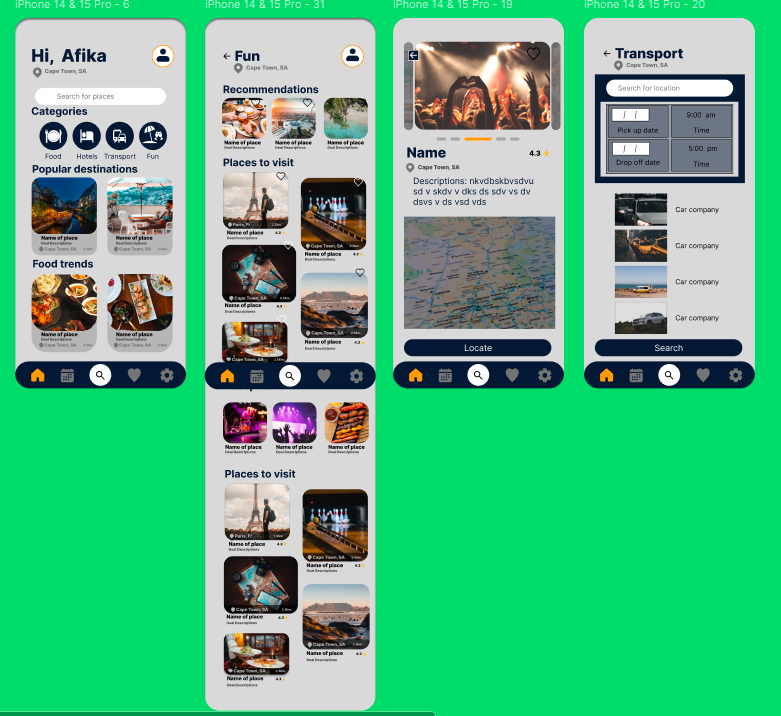 iPhone 14 & 15 Pro - 6
Hi, Afika
Cape Town, SA
Search for places
Categories
Food Hotels Transport Fun
Popular destinations
Name of place
Deal Descriptions
Cape Town, SA
Name of place
Deal Descriptions
Cape Town, SA
Food trends
Name of place
Deal Descriptions
Cape Town, SA
Name of place
Deal Descriptions
Cape Town, SA
iPhone 14 & 15 Pro - 31
Fun
Cape Town, SA
Recommendations
Name of place
Deal Descriptions
Name of place
Deal Descriptions
Name of place
Deal Descriptions
Places to visit
Paris, Fr
Name of place 4.3
Deal Descriptions
Cape Town, SA
Name of place 4.3
Deal Descriptions
Cape Town, SA
Name of place 4.3
Deal Descriptions
Cape Town, SA
Name of place 4.3
Deal Descriptions
Cape Town, SA
Name of place
Deal Descriptions
Name of place
Deal Descriptions
Name of place
Deal Descriptions
Places to visit
Paris, Fr
Name of place 4.3
Deal Descriptions
Cape Town, SA
Name of place 4.3
Deal Descriptions
Cape Town, SA
Name of place 4.3
Deal Descriptions
Cape Town, SA
Name of place 4.3
Deal Descriptions
Cape Town, SA
Name of place 4.3
Deal Descriptions
iPhone 14 & 15 Pro - 19
Name 4.3
Cape Town, SA
Descriptions: nkvdbskbvsdvu
sd v skdv v dks ds sdv vs dv
dsvs v ds vsd vds
Locate
iPhone 14 & 15 Pro - 20
Transport
Cape Town, SA
Search for location
/ / 9:00 am
Pick up date Time
/ / 5:00 pm
Drop off date Time
Car company
Car company
Car company
Car company
Search